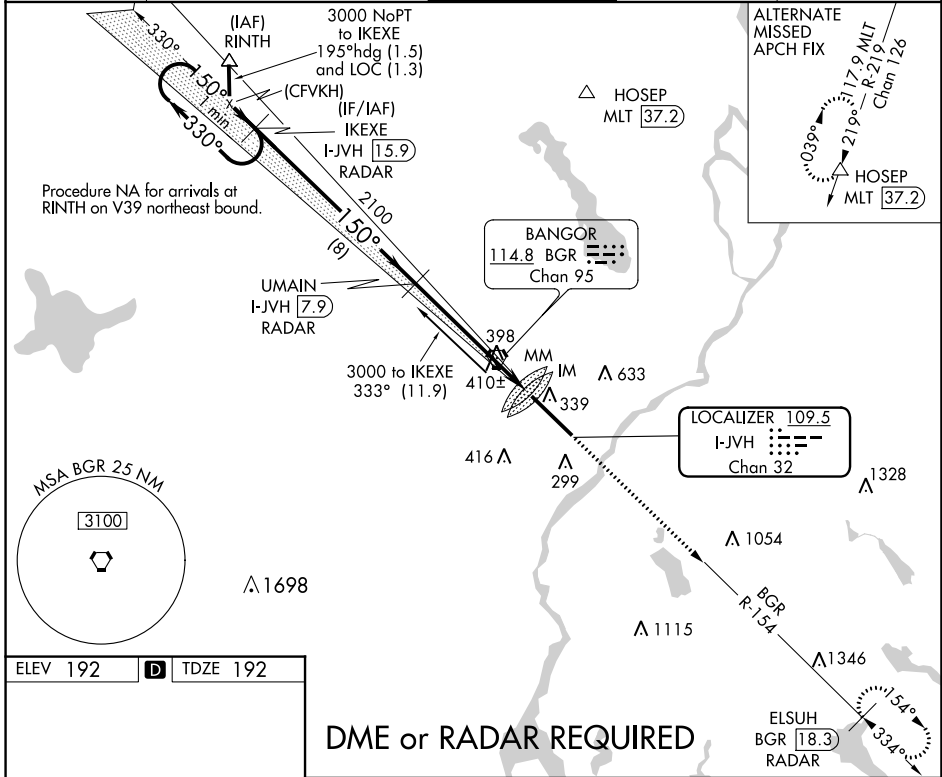 (IAF)
RINTH
3000 NoPT
to IKEXE
195°hdg (1.5)
and LOC (1.3)
330°
150°
1 min
330°
(CFVKH)
(IF/IAF)
IKEXE
I-JVH 15.9
RADAR
HOSEP
MLT 37.2
ALTERNATE
MISSED
APCH FIX
117.9 MLT
R-219
Chan 126
039°
219°
HOSEP
MLT 37.2
Procedure NA for arrivals at
RINTH on V39 northeast bound.
2100
150°
(8)
BANGOR
114.8 BGR
Chan 95
UMAIN
I-JVH 7.9
RADAR
3000 to IKEXE
333° (11.9)
398
410±
MM
IM
339
633
LOCALIZER 109.5
I-JVH
Chan 32
416
299
1328
MSA BGR 25 NM
3100
1054
1698
BGR
R-154
1115
1346
ELEV 192
D
TDZE 192
154°
334°
ELSUH
BGR 18.3
RADAR
DME or RADAR REQUIRED